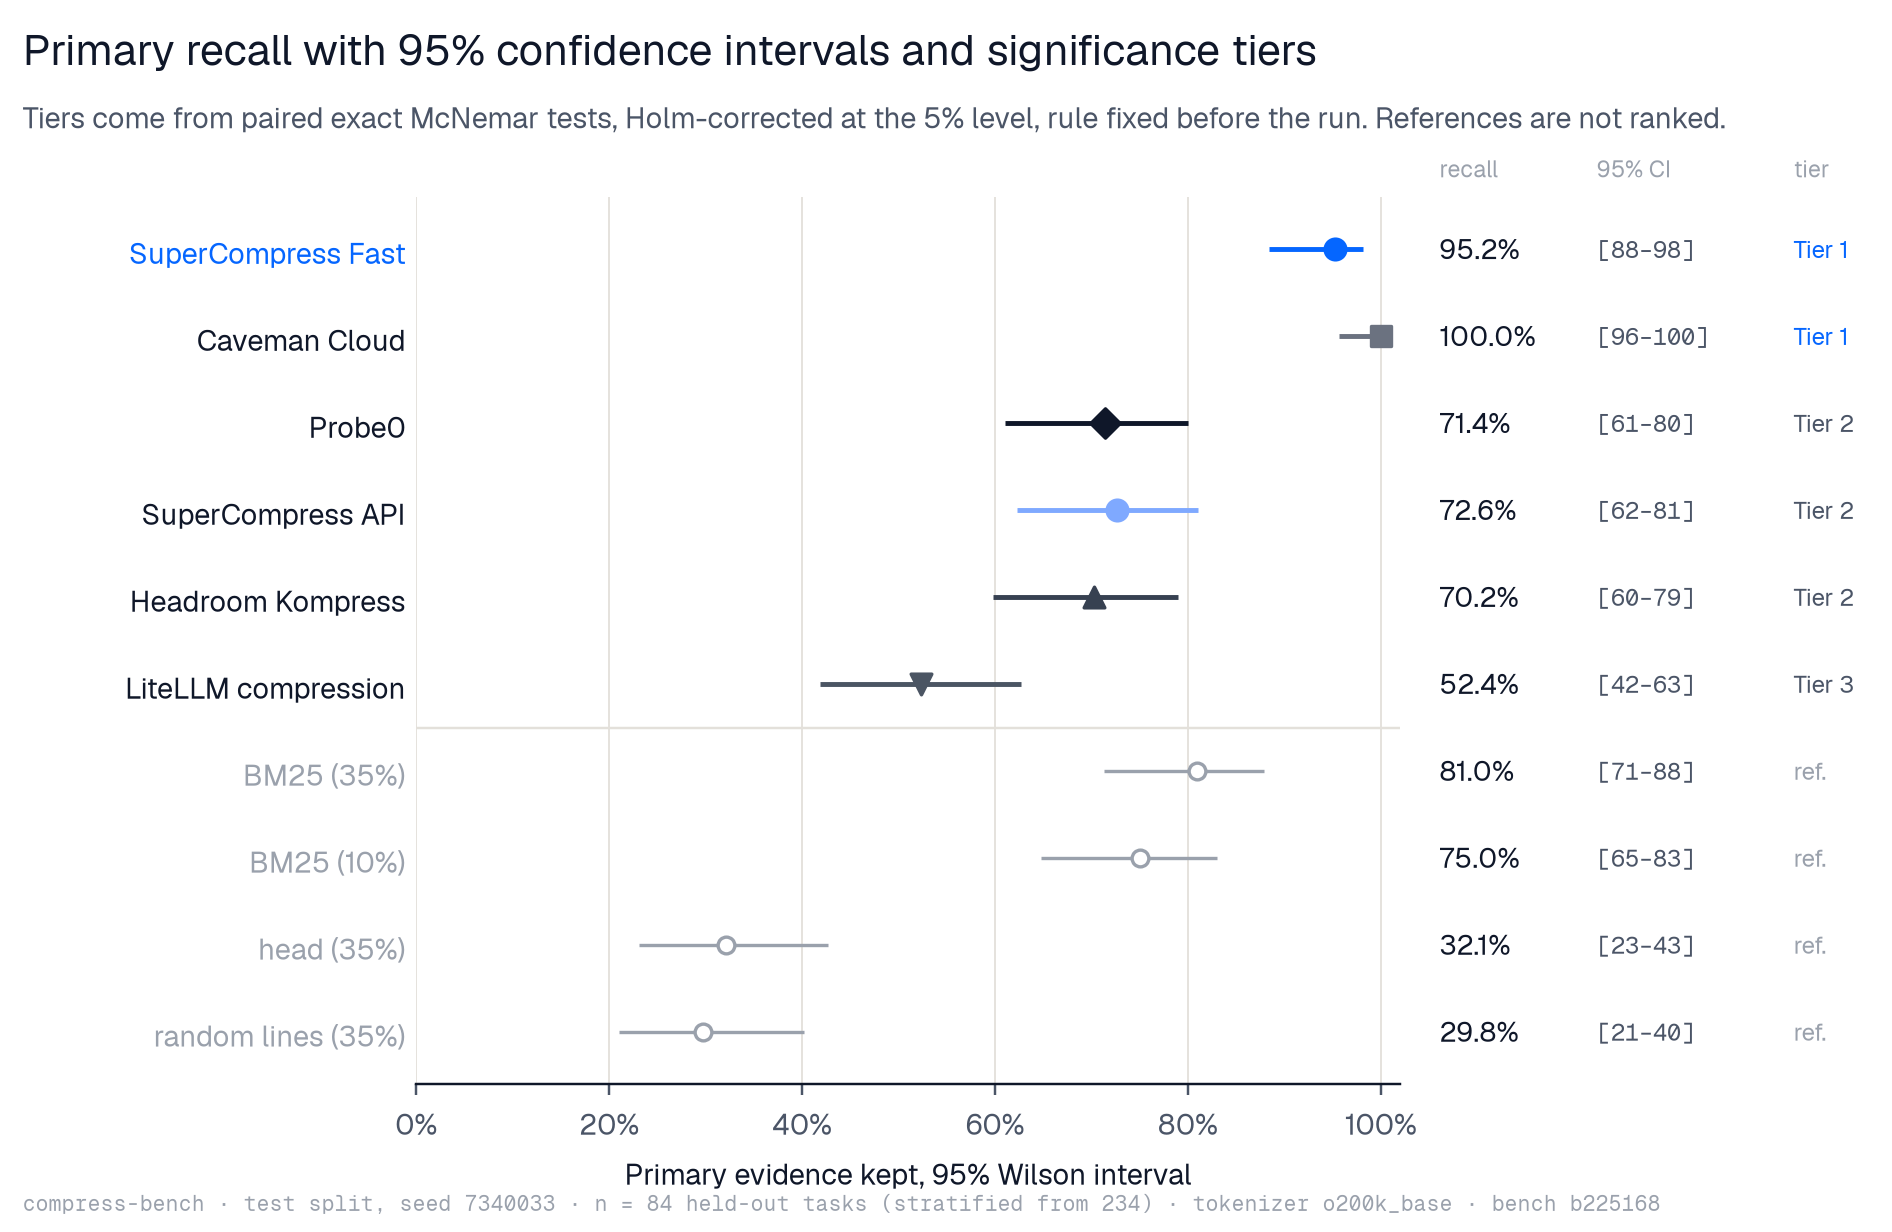 Primary recall with 95% confidence intervals and significance tiers
Tiers come from paired exact McNemar tests, Holm-corrected at the 5% level, rule fixed before the run. References are not ranked.
recall 95% CI tier
SuperCompress Fast 95.2% [88-98] Tier 1
Caveman Cloud 100.0% [96-100] Tier 1
Probe0 71.4% [61-80] Tier 2
SuperCompress API 72.6% [62-81] Tier 2
Headroom Kompress 70.2% [60-79] Tier 2
LiteLLM compression 52.4% [42-63] Tier 3
BM25 (35%) 81.0% [71-88] ref.
BM25 (10%) 75.0% [65-83] ref.
head (35%) 32.1% [23-43] ref.
random lines (35%) 29.8% [21-40] ref.
0% 20% 40% 60% 80% 100%
Primary evidence kept, 95% Wilson interval
compress-bench · test split, seed 7340033 · n = 84 held-out tasks (stratified from 234) · tokenizer o200k_base · bench b225168